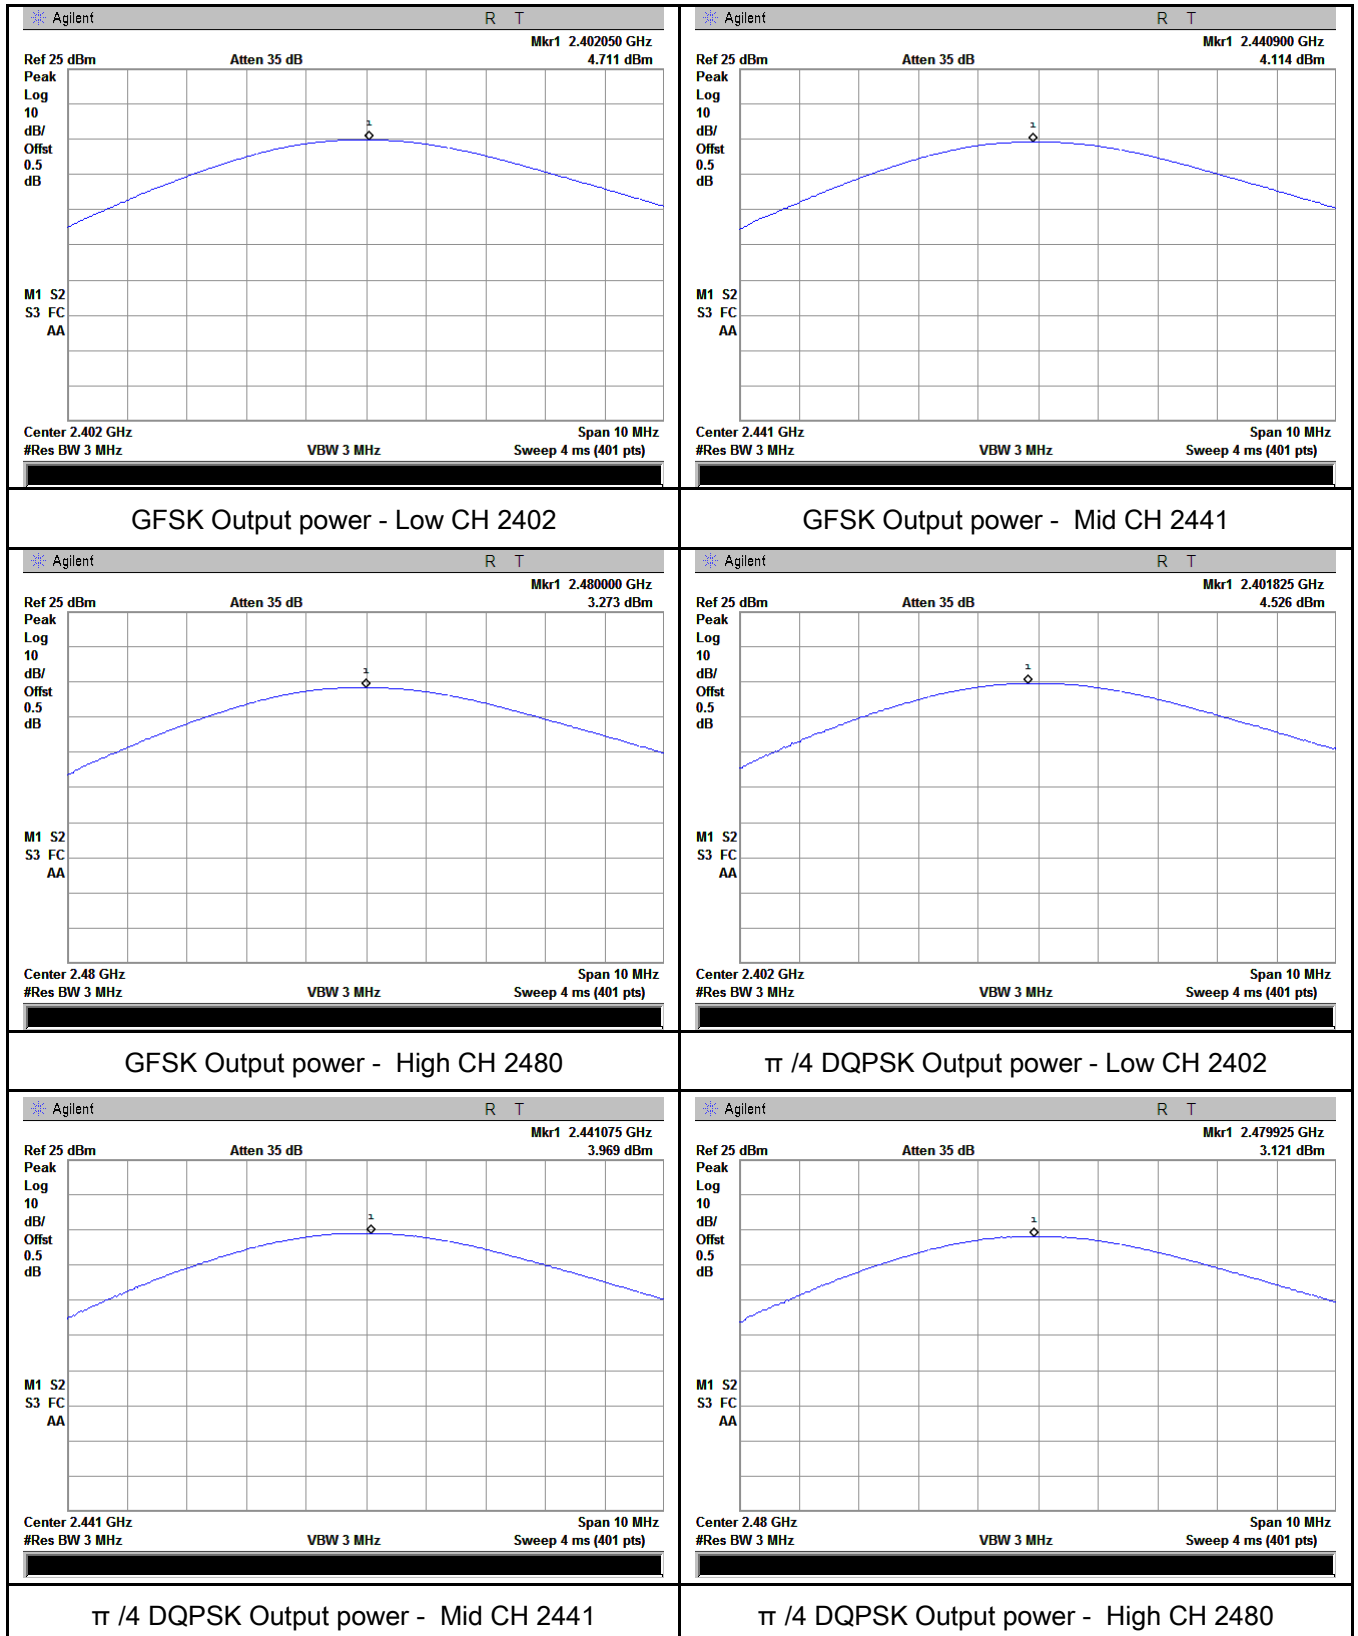 Agilent R T
Mkr1 2.402050 GHz
Ref 25 dBm Atten 35 dB 4.711 dBm
Peak
Log
10
dB/
Offst
0.5
dB
1
M1 S2
S3 FC
AA
Center 2.402 GHz Span 10 MHz
#Res BW 3 MHz VBW 3 MHz Sweep 4 ms (401 pts)
GFSK Output power - Low CH 2402
Agilent R T
Mkr1 2.440900 GHz
Ref 25 dBm Atten 35 dB 4.114 dBm
Peak
Log
10
dB/
Offst
0.5
dB
1
M1 S2
S3 FC
AA
Center 2.441 GHz Span 10 MHz
#Res BW 3 MHz VBW 3 MHz Sweep 4 ms (401 pts)
GFSK Output power - Mid CH 2441
Agilent R T
Mkr1 2.480000 GHz
Ref 25 dBm Atten 35 dB 3.273 dBm
Peak
Log
10
dB/
Offst
0.5
dB
1
M1 S2
S3 FC
AA
Center 2.48 GHz Span 10 MHz
#Res BW 3 MHz VBW 3 MHz Sweep 4 ms (401 pts)
GFSK Output power - High CH 2480
Agilent R T
Mkr1 2.401825 GHz
Ref 25 dBm Atten 35 dB 4.526 dBm
Peak
Log
10
dB/
Offst
0.5
dB
1
M1 S2
S3 FC
AA
Center 2.402 GHz Span 10 MHz
#Res BW 3 MHz VBW 3 MHz Sweep 4 ms (401 pts)
π /4 DQPSK Output power - Low CH 2402
Agilent R T
Mkr1 2.441075 GHz
Ref 25 dBm Atten 35 dB 3.969 dBm
Peak
Log
10
dB/
Offst
0.5
dB
1
M1 S2
S3 FC
AA
Center 2.441 GHz Span 10 MHz
#Res BW 3 MHz VBW 3 MHz Sweep 4 ms (401 pts)
π /4 DQPSK Output power - Mid CH 2441
Agilent R T
Mkr1 2.479925 GHz
Ref 25 dBm Atten 35 dB 3.121 dBm
Peak
Log
10
dB/
Offst
0.5
dB
1
M1 S2
S3 FC
AA
Center 2.48 GHz Span 10 MHz
#Res BW 3 MHz VBW 3 MHz Sweep 4 ms (401 pts)
π /4 DQPSK Output power - High CH 2480